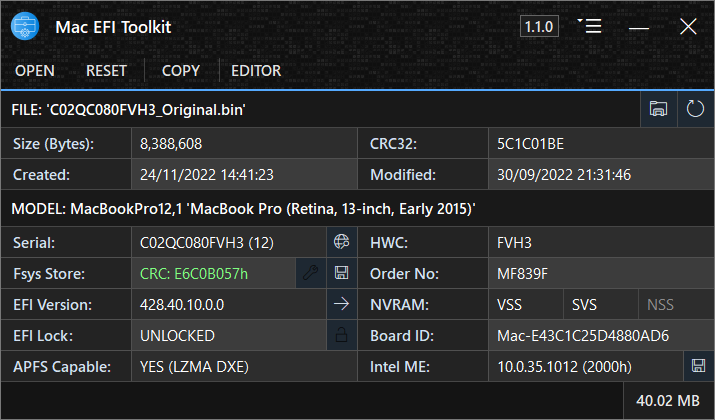 Mac EFI Toolkit 1.1.0
OPEN RESET COPY EDITOR
FILE: 'C02QC080FVH3_Original.bin'
Size (Bytes): 8,388,608 CRC32: 5C1C01BE
Created: 24/11/2022 14:41:23 Modified: 30/09/2022 21:31:46
MODEL: MacBookPro12,1 'MacBook Pro (Retina, 13-inch, Early 2015)'
Serial: C02QC080FVH3 (12) HWC: FVH3
Fsys Store: CRC: E6C0B057h Order No: MF839F
EFI Version: 428.40.10.0.0 NVRAM: VSS SVS NSS
EFI Lock: UNLOCKED Board ID: Mac-E43C1C25D4880AD6
APFS Capable: YES (LZMA DXE) Intel ME: 10.0.35.1012 (2000h)
40.02 MB